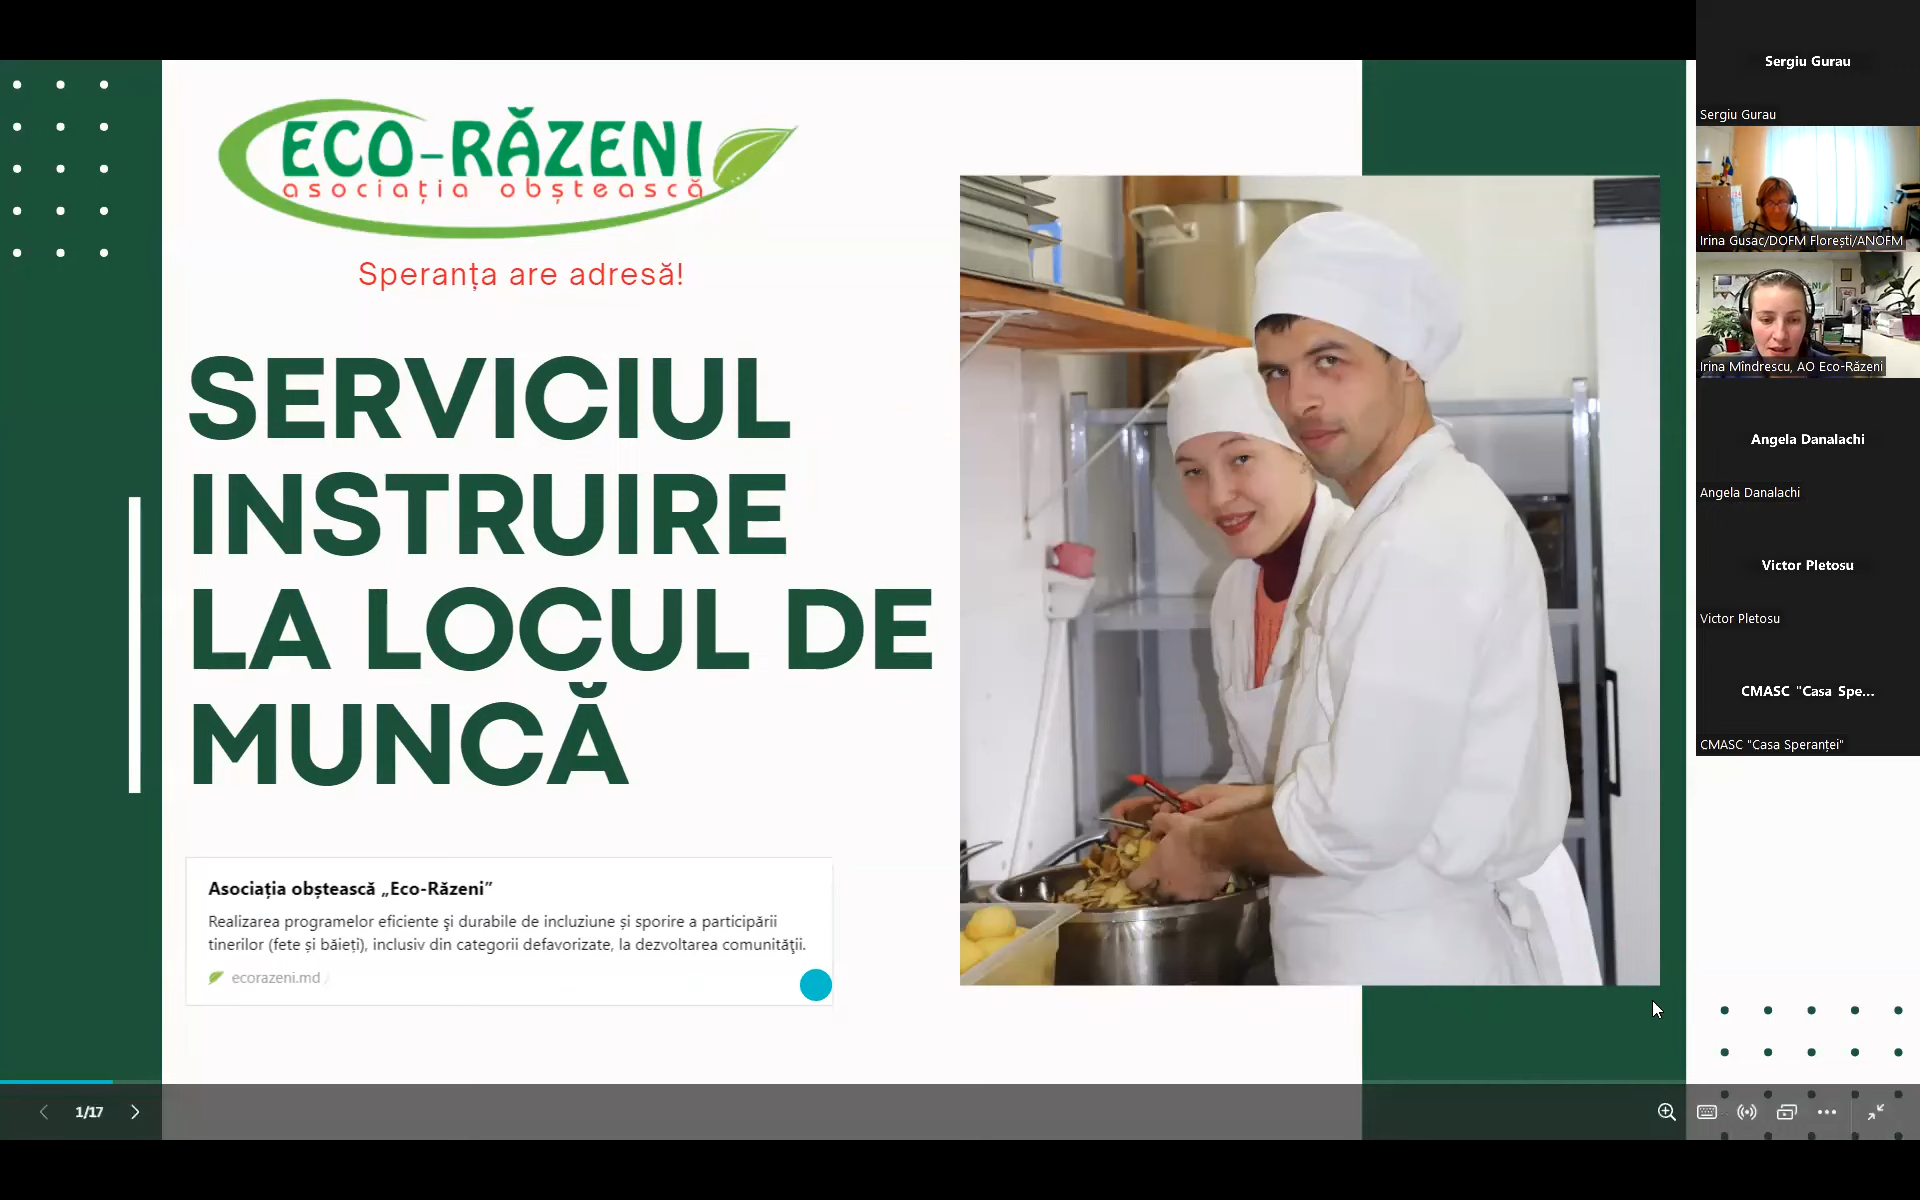 ECO-RĂZENI
asociația obștească
Speranța are adresă!
SERVICIUL
INSTRUIRE
LA LOCUL DE
MUNCĂ
Asociația obștească „Eco-Răzeni”
Realizarea programelor eficiente şi durabile de incluziune și sporire a participării
tinerilor (fete și băieți), inclusiv din categorii defavorizate, la dezvoltarea comunităţii.
ecorazeni.md
1/17
Sergiu Gurau
Sergiu Gurau
Irina Gusac/DOFM Florești/ANOFM
Irina Mîndrescu, AO Eco-Răzeni
Angela Danalachi
Angela Danalachi
Victor Pletosu
Victor Pletosu
CMASC "Casa Spe...
CMASC "Casa Speranței"